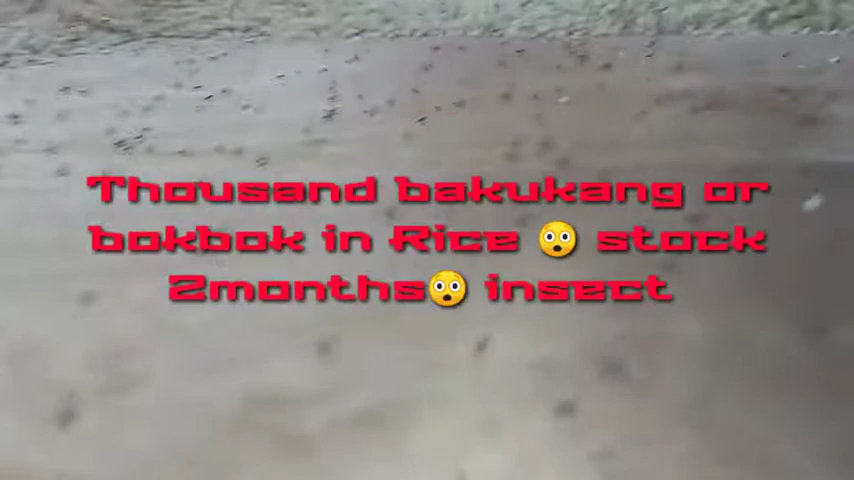 Thousand bakukang or
bokbok in Rice 😲 stock
2months😲 insect